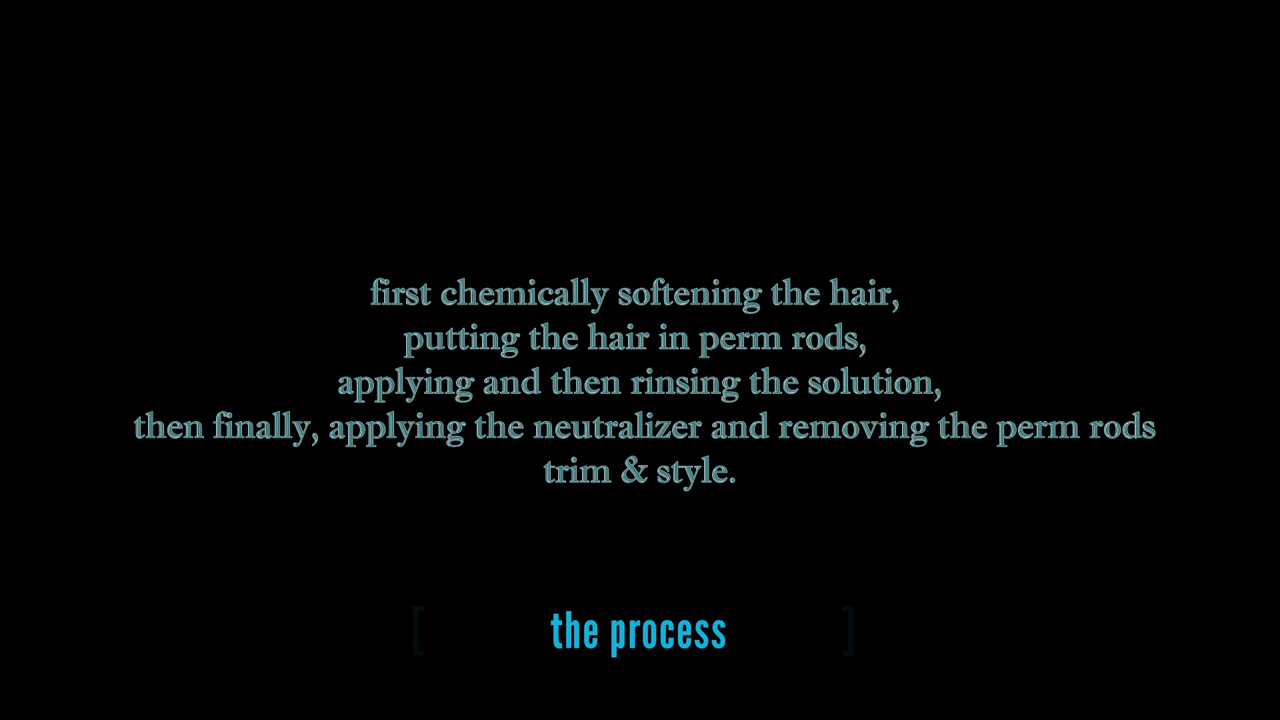 first chemically softening the hair,
putting the hair in perm rods,
applying and then rinsing the solution,
then finally, applying the neutralizer and removing the perm rods
trim & style.
[ the process ]